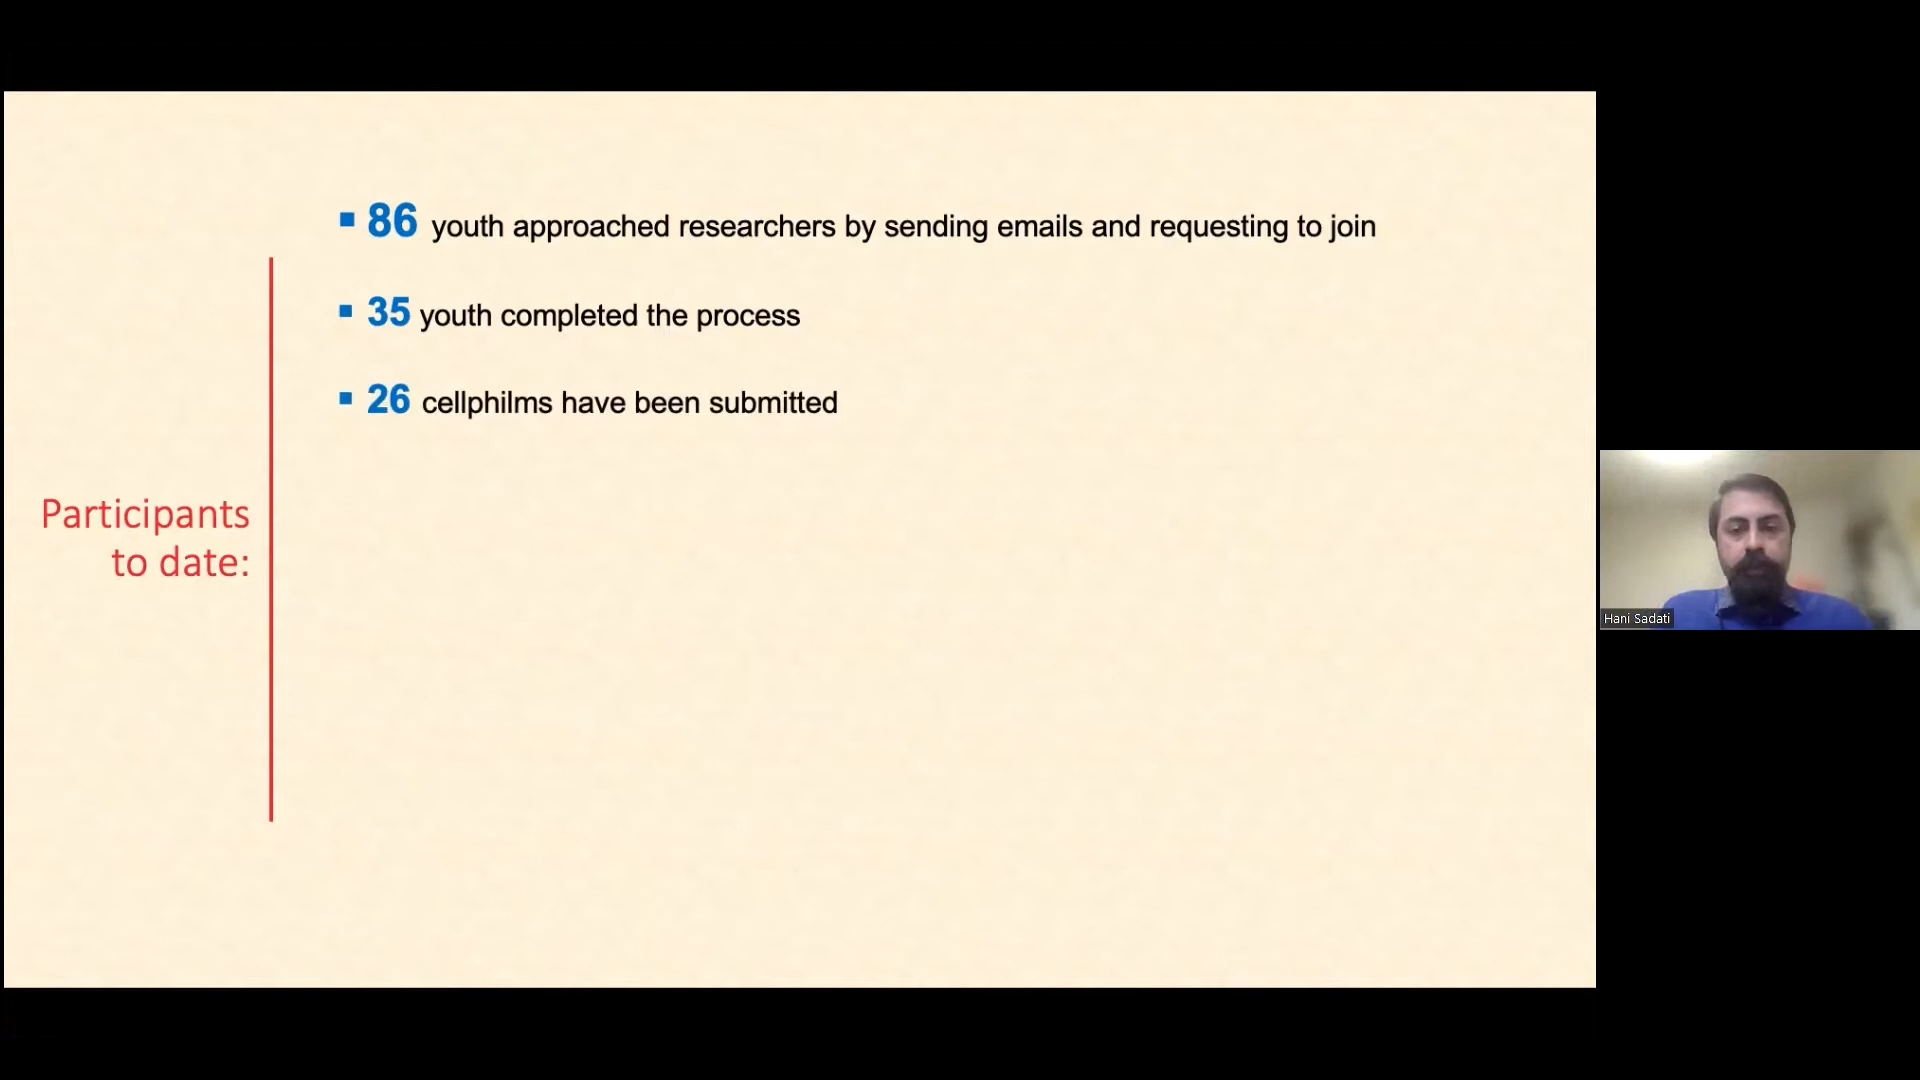 86 youth approached researchers by sending emails and requesting to join
35 youth completed the process
26 cellphilms have been submitted
Participants
to date:
Hani Sadati